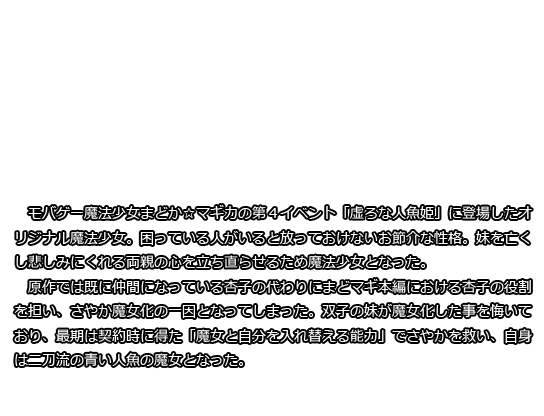 モバゲー魔法少女まどか☆マギカの第４イベント「虚ろな人魚姫」に登場したオ
リジナル魔法少女。困っている人がいると放っておけないお節介な性格。妹を亡く
し悲しみにくれる両親の心を立ち直らせるため魔法少女となった。
原作では既に仲間になっている杏子の代わりにまどマギ本編における杏子の役割
を担い、さやか魔女化の一因となってしまった。双子の妹が魔女化した事を悔いて
おり、最期は契約時に得た「魔女と自分を入れ替える能力」でさやかを救い、自身
は二刀流の青い人魚の魔女となった。